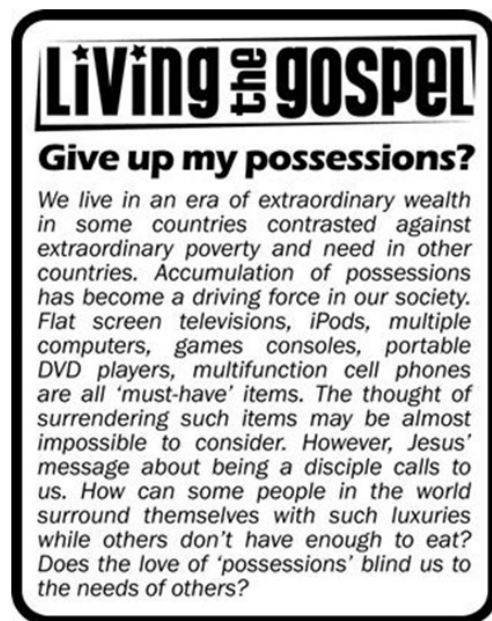 LiViNg the gospel
Give up my possessions?
We live in an era of extraordinary wealth
in some countries contrasted against
extraordinary poverty and need in other
countries. Accumulation of possessions
has become a driving force in our society.
Flat screen televisions, iPods, multiple
computers, games consoles, portable
DVD players, multifunction cell phones
are all ‘must-have’ items. The thought of
surrendering such items may be almost
impossible to consider. However, Jesus’
message about being a disciple calls to
us. How can some people in the world
surround themselves with such luxuries
while others don’t have enough to eat?
Does the love of ‘possessions’ blind us to
the needs of others?